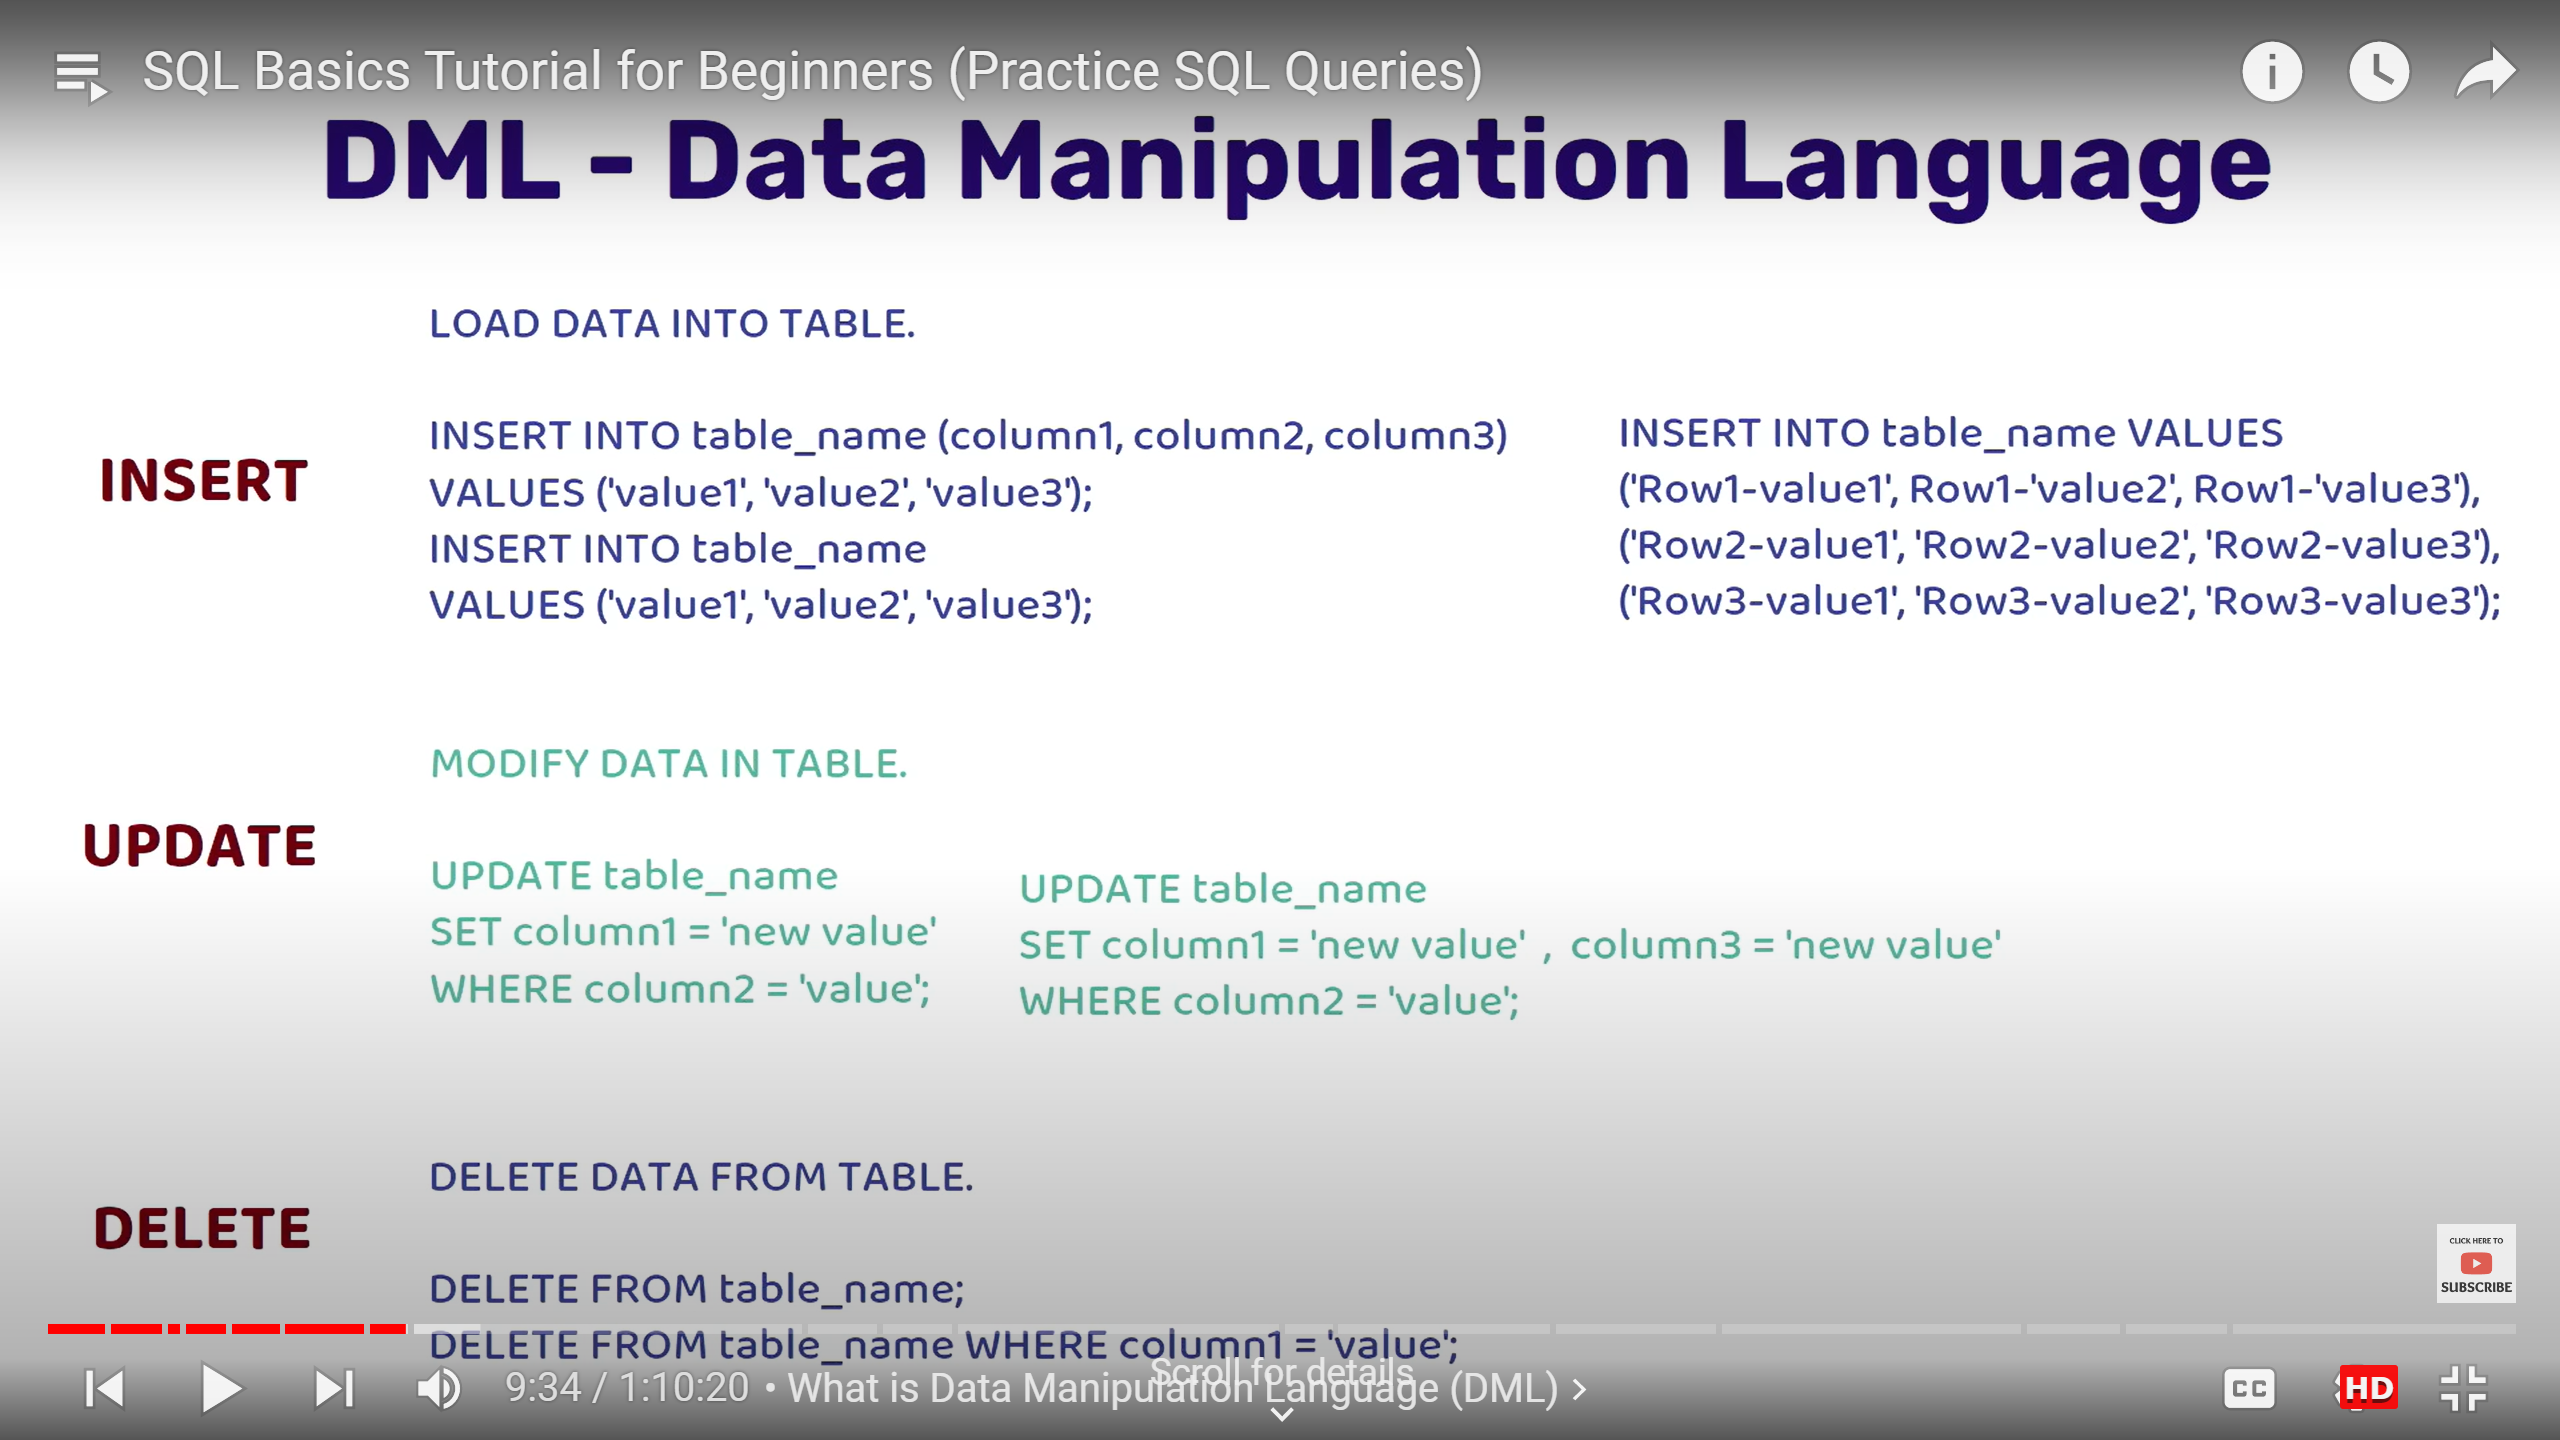 SQL Basics Tutorial for Beginners (Practice SQL Queries)
DML - Data Manipulation Language
LOAD DATA INTO TABLE.
INSERT
INSERT INTO table_name (column1, column2, column3)
VALUES ('value1', 'value2', 'value3');
INSERT INTO table_name
VALUES ('value1', 'value2', 'value3');
INSERT INTO table_name VALUES
('Row1-value1', Row1-'value2', Row1-'value3'),
('Row2-value1', 'Row2-value2', 'Row2-value3'),
('Row3-value1', 'Row3-value2', 'Row3-value3');
MODIFY DATA IN TABLE.
UPDATE
UPDATE table_name
SET column1 = 'new value'
WHERE column2 = 'value';
UPDATE table_name
SET column1 = 'new value' , column3 = 'new value'
WHERE column2 = 'value';
DELETE DATA FROM TABLE.
DELETE
DELETE FROM table_name;
DELETE FROM table_name WHERE column1 = 'value';
CLICK HERE TO
SUBSCRIBE
Scroll for details
9:34 / 1:10:20 • What is Data Manipulation Language (DML) >
CC
HD